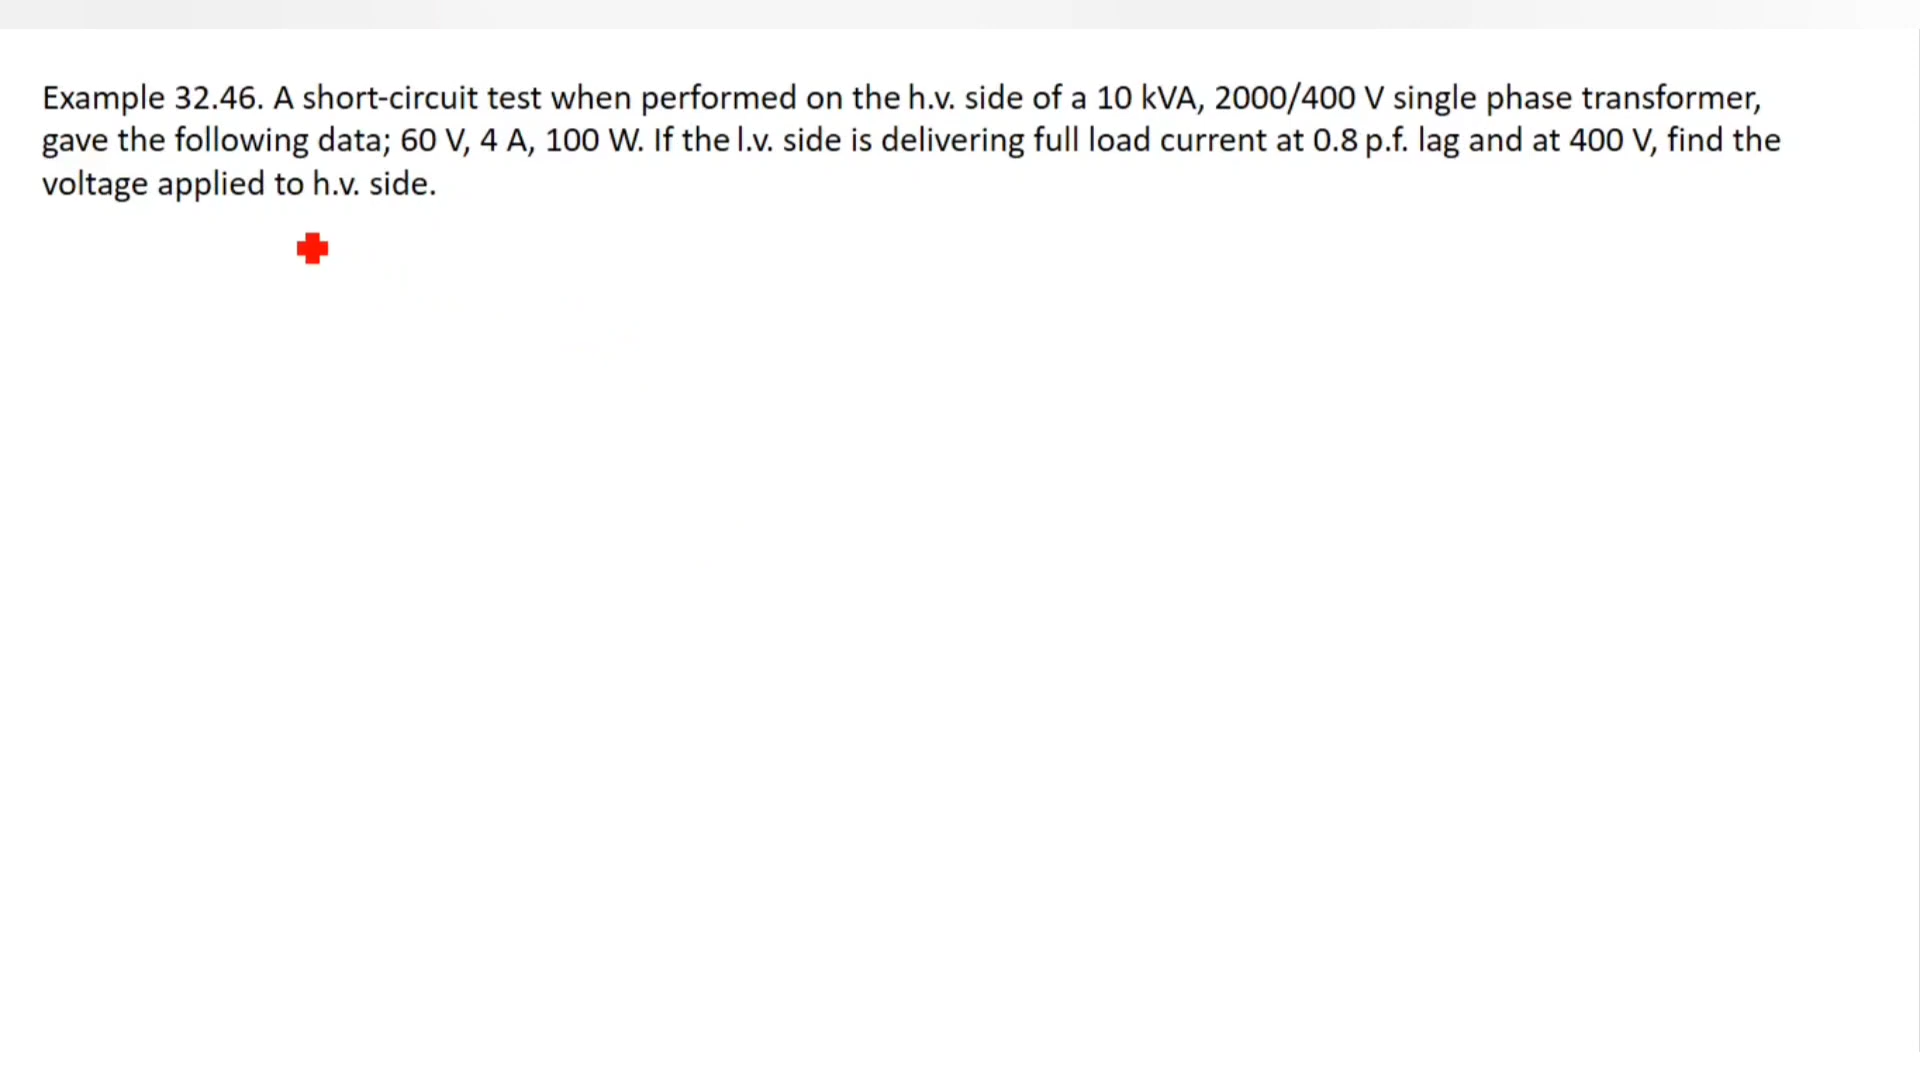 Example 32.46. A short-circuit test when performed on the h.v. side of a 10 kVA, 2000/400 V single phase transformer,
gave the following data; 60 V, 4 A, 100 W. If the l.v. side is delivering full load current at 0.8 p.f. lag and at 400 V, find the
voltage applied to h.v. side.